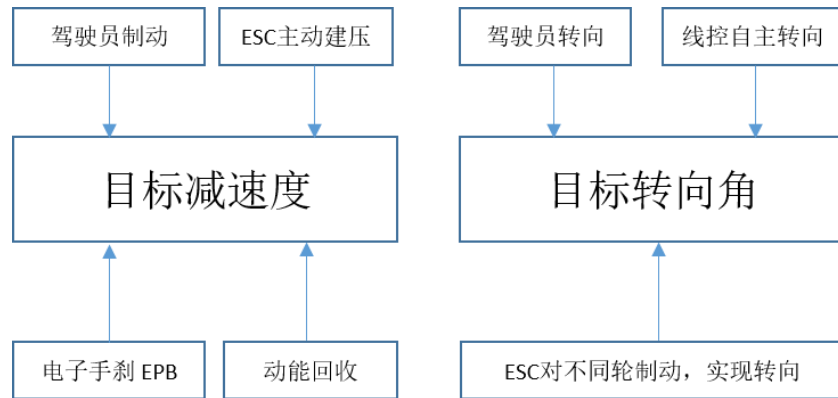 驾驶员制动
ESC主动建压
驾驶员转向
线控自主转向
目标减速度
目标转向角
电子手刹 EPB
动能回收
ESC对不同轮制动，实现转向